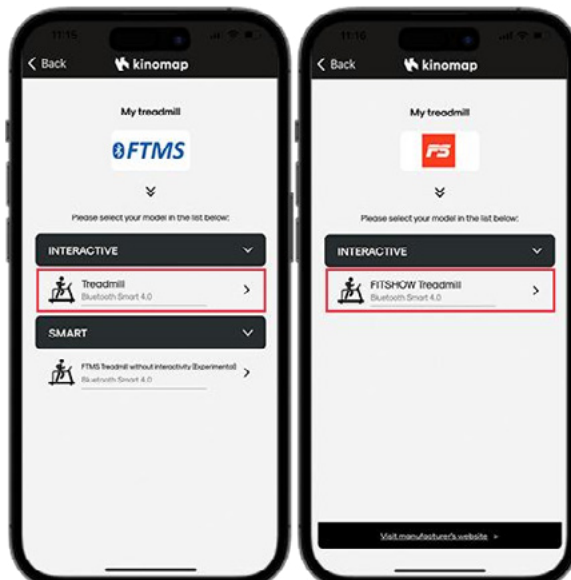 11:15
Back
kinomap
My treadmill
FTMS
Please select your model in the list below:
INTERACTIVE
Treadmill
Bluetooth Smart 4.0
SMART
FTMS Treadmill without interactivity (Experimental)
Bluetooth Smart 4.0
11:16
Back
kinomap
My treadmill
FS
Please select your model in the list below:
INTERACTIVE
FITSHOW Treadmill
Bluetooth Smart 4.0
Visit manufacturer's website